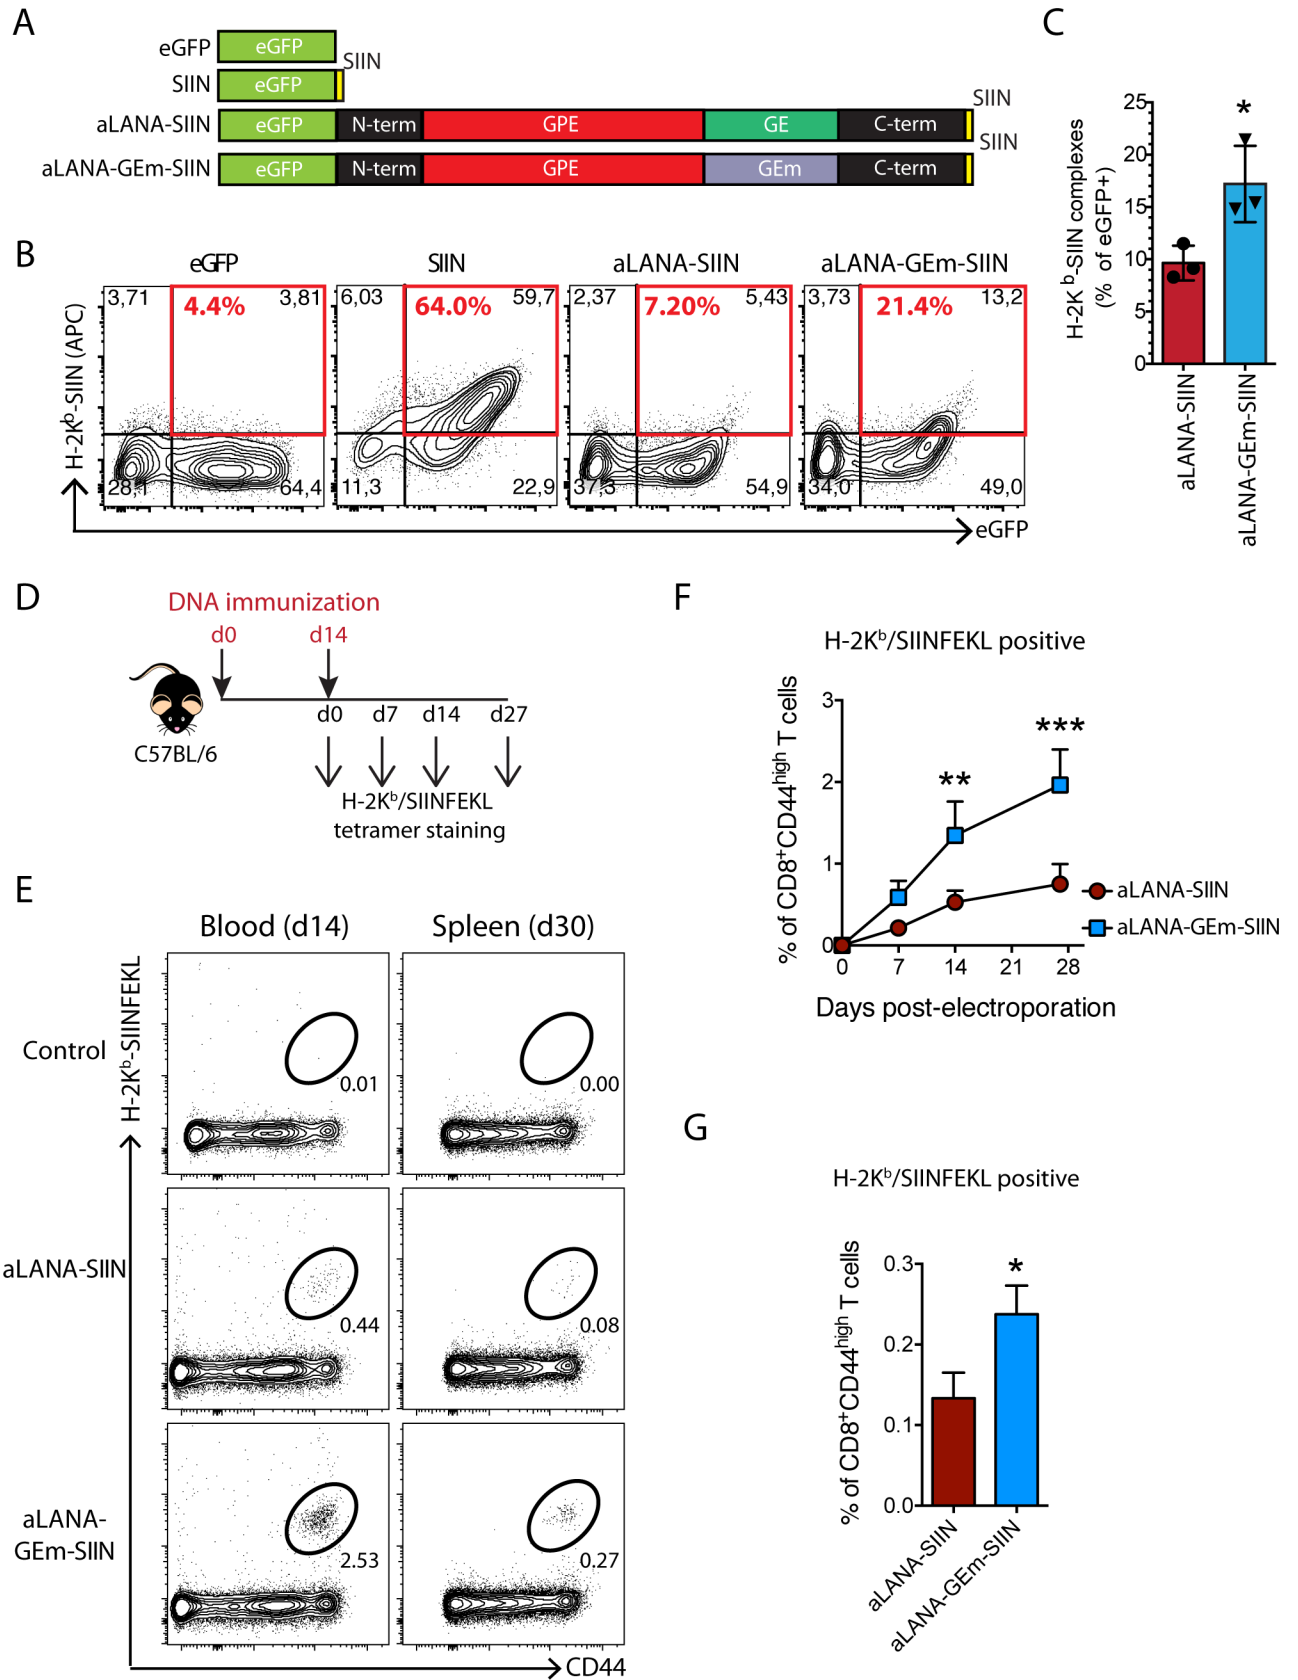 A
eGFP
eGFP
SIIN
SIIN
eGFP
SIIN
aLANA-SIIN
eGFP
N-term
GPE
GE
C-term
SIIN
aLANA-GEm-SIIN
eGFP
N-term
GPE
GEm
C-term
B
eGFP
SIIN
aLANA-SIIN
aLANA-GEm-SIIN
H-2Kᵇ-SIIN (APC)
3,71
4.4%
3,81
64,4
6,03
64.0%
59,7
11,3
22,9
2,37
7.20%
5,43
37,3
54,9
3,73
21.4%
13,2
34,0
49,0
eGFP
C
H-2K ᵇ-SIIN complexes
(% of eGFP+)
25
20
15
10
5
0
*
aLANA-SIIN
aLANA-GEm-SIIN
D
DNA immunization
d0
d14
C57BL/6
d0
d7
d14
d27
H-2Kᵇ/SIINFEKL
tetramer staining
E
Blood (d14)
Spleen (d30)
H-2Kᵇ-SIINFEKL
Control
0.01
0.00
aLANA-SIIN
0.44
0.08
aLANA-
GEm-SIIN
2.53
0.27
CD44
F
H-2Kᵇ/SIINFEKL positive
% of CD8⁺CD44ʰⁱᵍʰ T cells
3
2
1
0
**
***
0
7
14
21
28
Days post-electroporation
aLANA-SIIN
aLANA-GEm-SIIN
G
H-2Kᵇ/SIINFEKL positive
% of CD8⁺CD44ʰⁱᵍʰ T cells
0.3
0.2
0.1
0.0
*
aLANA-SIIN
aLANA-GEm-SIIN